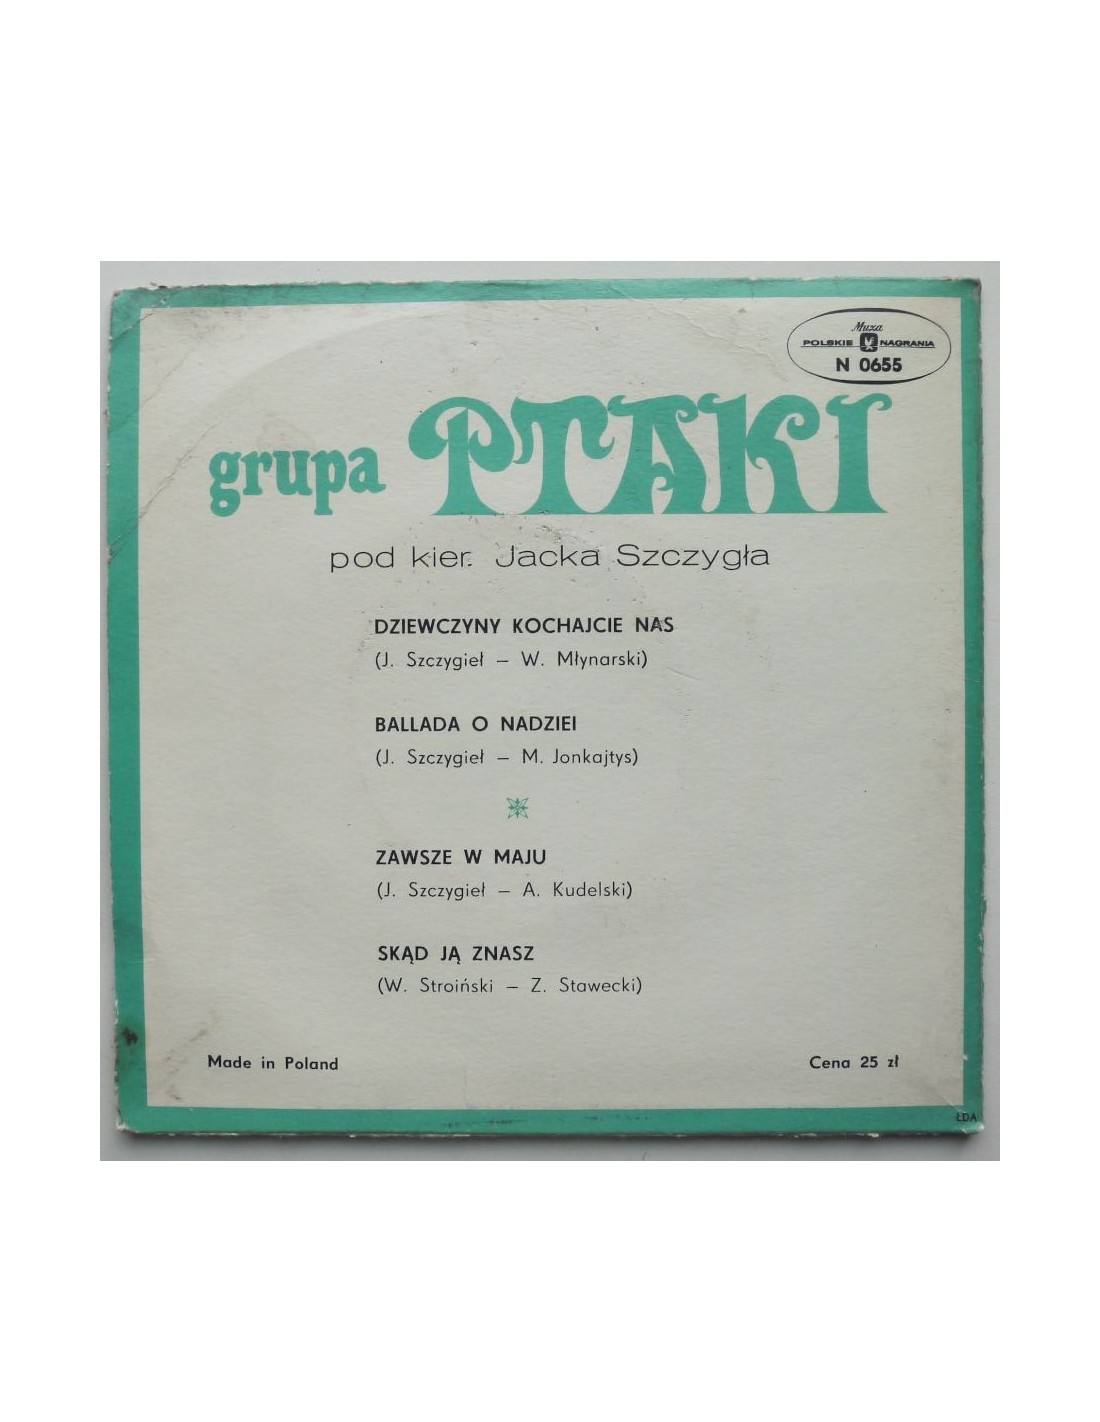 Muza
POLSKIE NAGRANIA
N 0655
grupa PTAKI
pod kier. Jacka Szczygła
DZIEWCZYNY KOCHAJCIE NAS
(J. Szczygieł – W. Młynarski)
BALLADA O NADZIEI
(J. Szczygieł – M. Jonkajtys)
ZAWSZE W MAJU
(J. Szczygieł – A. Kudelski)
SKĄD JĄ ZNASZ
(W. Stroiński – Z. Stawecki)
Made in Poland Cena 25 zł
ŁDA